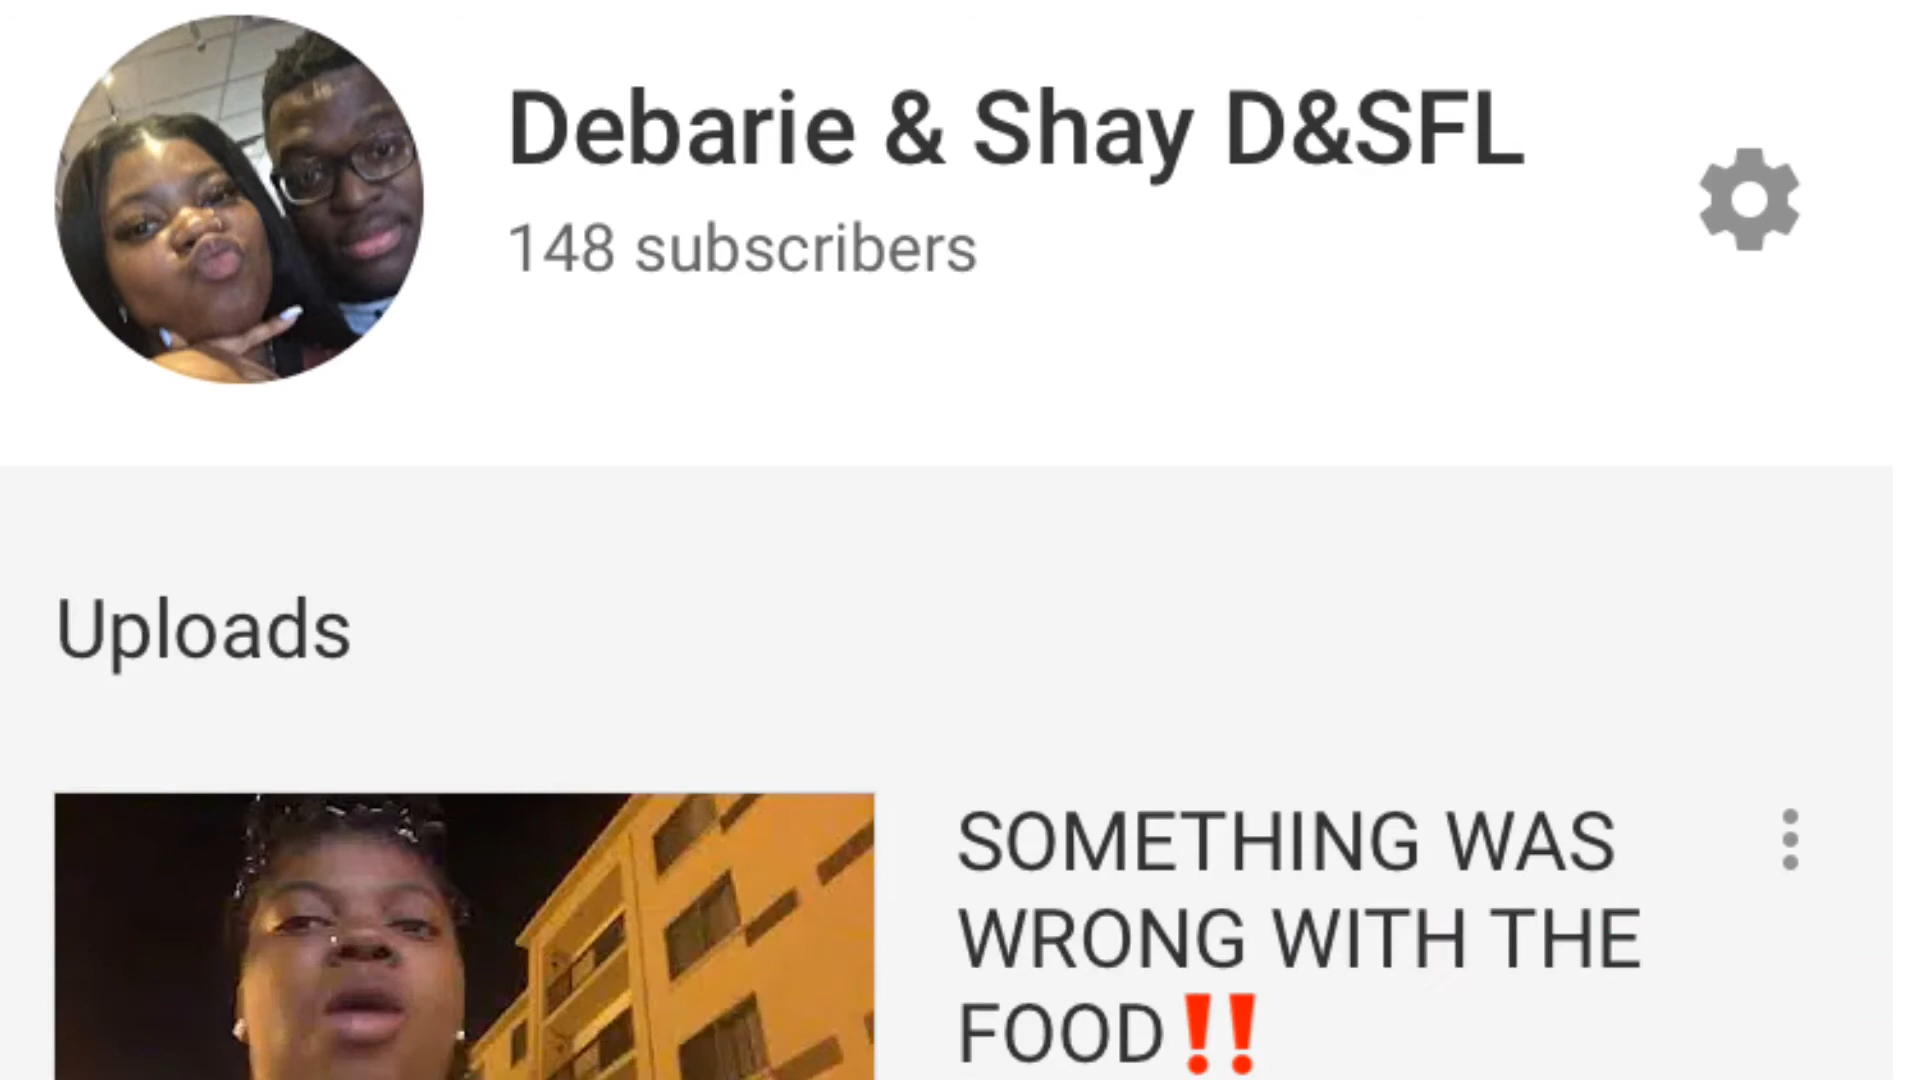 Debarie & Shay D&SFL
148 subscribers
Uploads
SOMETHING WAS
WRONG WITH THE
FOOD‼️